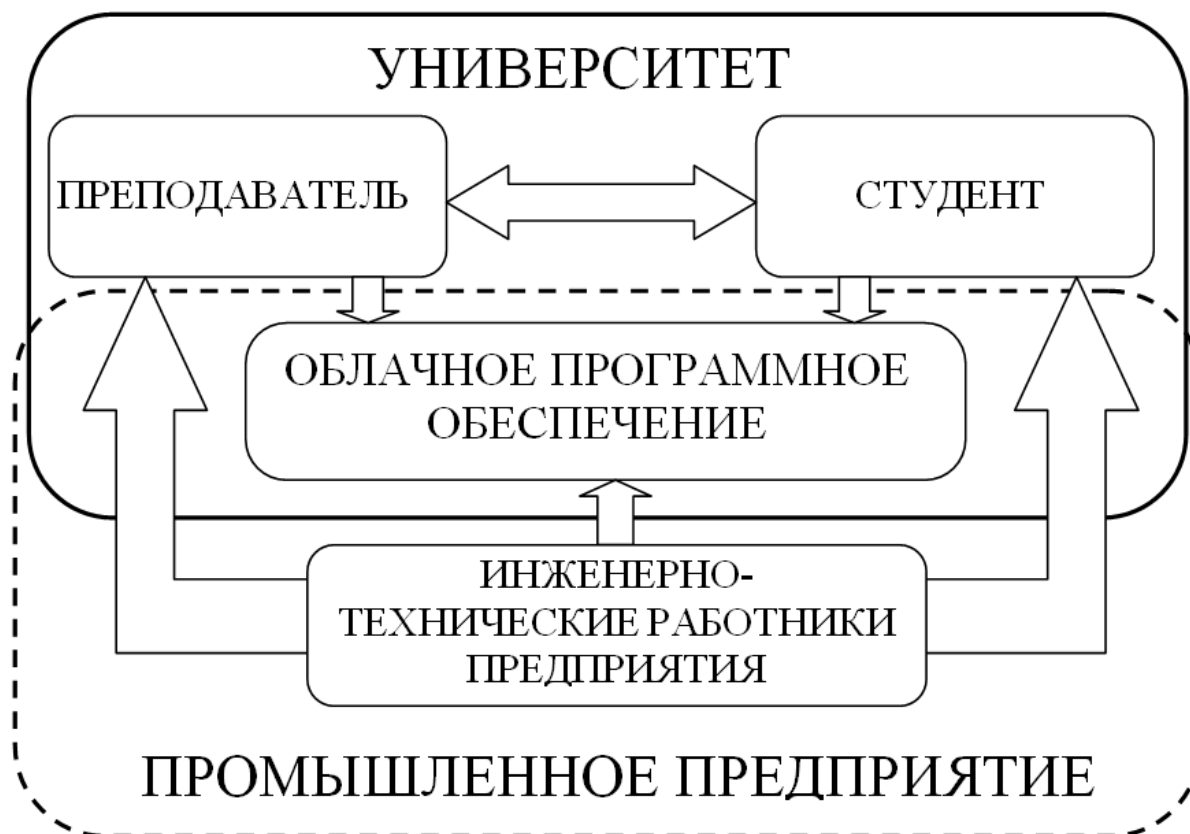 УНИВЕРСИТЕТ
ПРЕПОДАВАТЕЛЬ
СТУДЕНТ
ОБЛАЧНОЕ ПРОГРАММНОЕ
ОБЕСПЕЧЕНИЕ
ИНЖЕНЕРНО-
ТЕХНИЧЕСКИЕ РАБОТНИКИ
ПРЕДПРИЯТИЯ
ПРОМЫШЛЕННОЕ ПРЕДПРИЯТИЕ